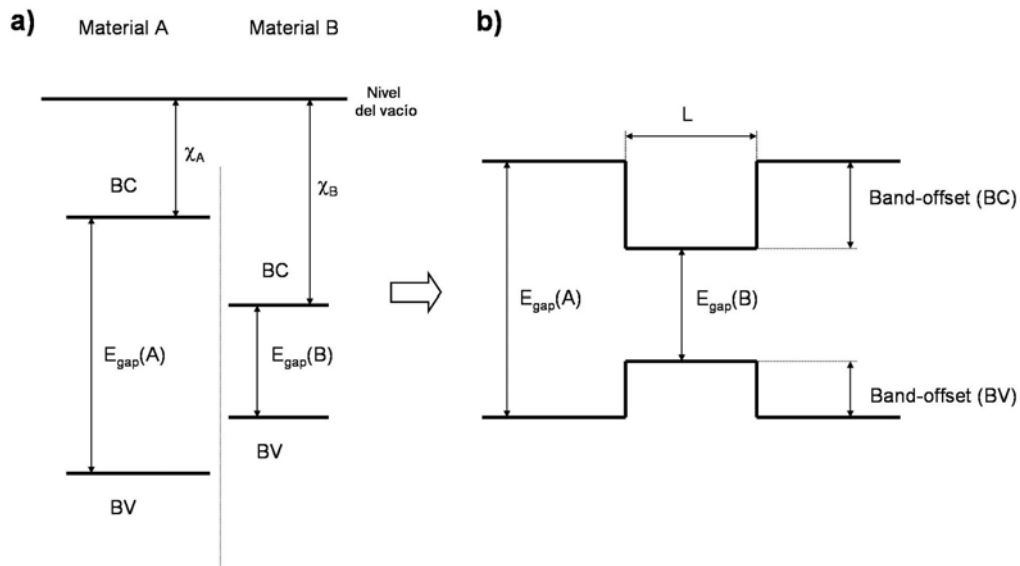 a)
Material A
Material B
Nivel
del vacío
χA
χB
BC
BC
Egap(A)
Egap(B)
BV
BV
b)
L
Band-offset (BC)
Egap(A)
Egap(B)
Band-offset (BV)